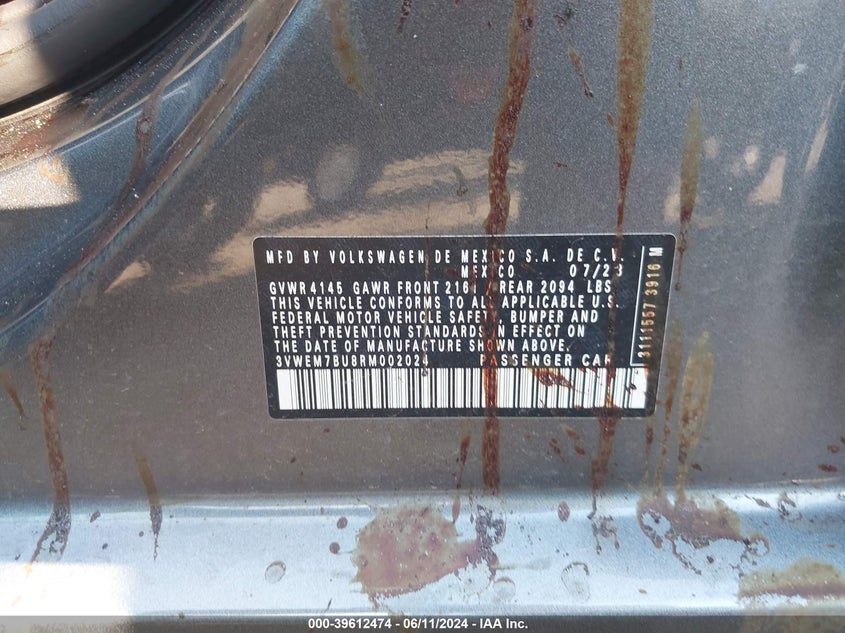 MFD BY VOLKSWAGEN DE MEXICO S.A. DE C.V.
MEXICO 07/23
GVWR 4145 GAWR FRONT / REAR 2094 LBS
THIS VEHICLE CONFORMS TO ALL APPLICABLE U.S.
FEDERAL MOTOR VEHICLE SAFETY, BUMPER AND
THEFT PREVENTION STANDARDS IN EFFECT ON
THE DATE OF MANUFACTURE SHOWN ABOVE.
3VWEM7BU8RM002024 PASSENGER CAR
3111557 3916 M
000-39612474 - 06/11/2024 - IAA Inc.